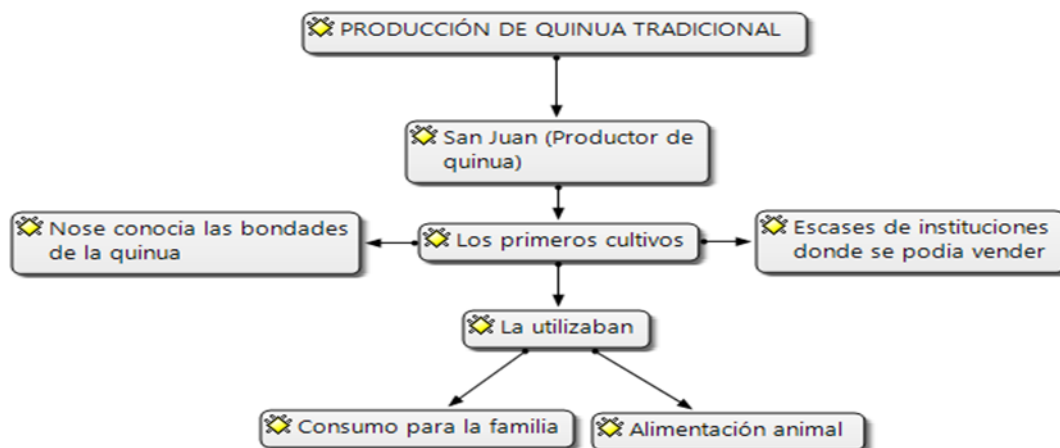 PRODUCCIÓN DE QUINUA TRADICIONAL
San Juan (Productor de
quinua)
Nose conocia las bondades
de la quinua
Los primeros cultivos
Escases de instituciones
donde se podia vender
La utilizaban
Consumo para la familia
Alimentación animal